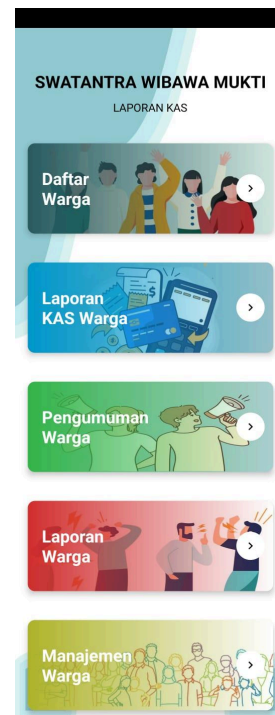 SWATANTRA WIBAWA MUKTI
LAPORAN KAS
Daftar
Warga
Laporan
KAS Warga
Pengumuman
Warga
Laporan
Warga
Manajemen
Warga